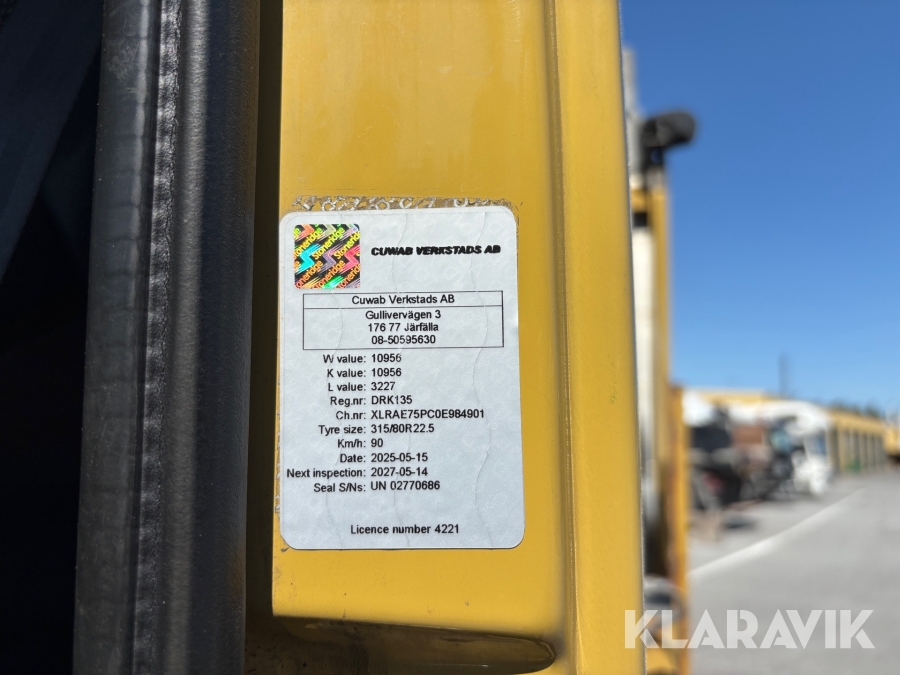 Stoneridge
CUWAB VERKSTADS AB
Cuwab Verkstads AB
Gullivervägen 3
176 77 Järfälla
08-50595630
W value: 10956
K value: 10956
L value: 3227
Reg.nr: DRK135
Ch.nr: XLRAE75PC0E984901
Tyre size: 315/80R22.5
Km/h: 90
Date: 2025-05-15
Next inspection: 2027-05-14
Seal S/Ns: UN 02770686
Licence number 4221
KLARAVIK